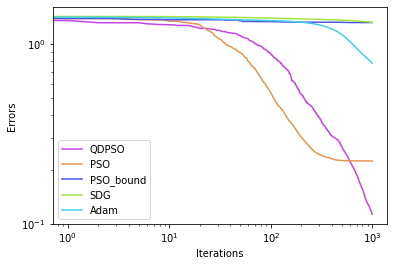 10⁰
10⁻¹
Errors
QDPSO
PSO
PSO_bound
SDG
Adam
10⁰ 10¹ 10² 10³
Iterations